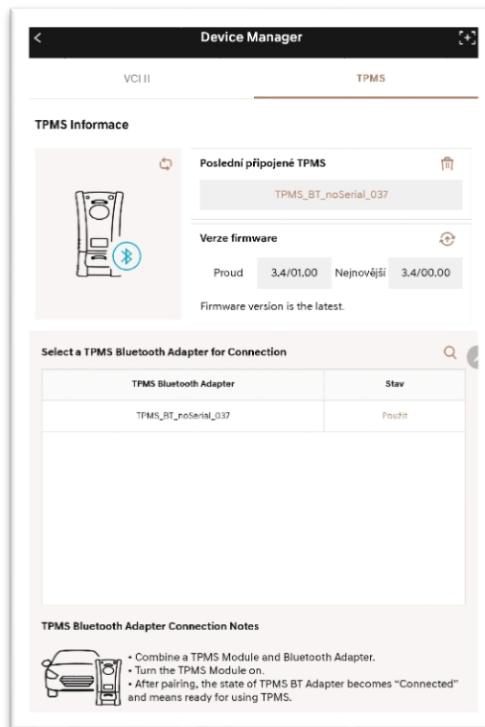 Device Manager
VCI II
TPMS
TPMS Informace
Poslední připojené TPMS
TPMS_BT_noSerial_037
Verze firmware
Proud 3.4/01.00 Nejnovější 3.4/00.00
Firmware version is the latest.
Select a TPMS Bluetooth Adapter for Connection
TPMS Bluetooth Adapter Stav
TPMS_BT_noSerial_037 Použít
TPMS Bluetooth Adapter Connection Notes
• Combine a TPMS Module and Bluetooth Adapter.
• Turn the TPMS Module on.
• After pairing, the state of TPMS BT Adapter becomes “Connected”
and means ready for using TPMS.